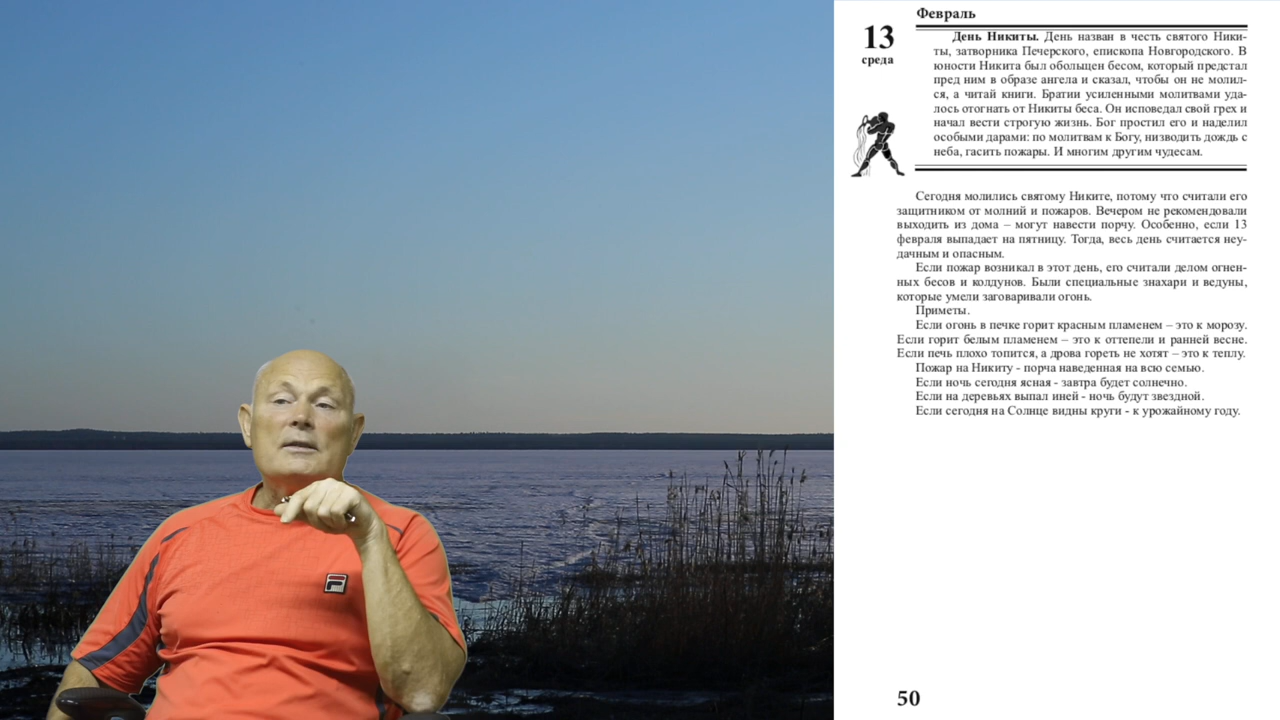 Февраль
13
среда
День Никиты. День назван в честь святого Ники-
ты, затворника Печерского, епископа Новгородского. В
юности Никита был обольщен бесом, который предстал
пред ним в образе ангела и сказал, чтобы он не молил-
ся, а читай книги. Братии усиленными молитвами уда-
лось отогнать от Никиты беса. Он исповедал свой грех и
начал вести строгую жизнь. Бог простил его и наделил
особыми дарами: по молитвам к Богу, низводить дождь с
неба, гасить пожары. И многим другим чудесам.
Сегодня молились святому Никите, потому что считали его
защитником от молний и пожаров. Вечером не рекомендовали
выходить из дома – могут навести порчу. Особенно, если 13
февраля выпадает на пятницу. Тогда, весь день считается неу-
дачным и опасным.
Если пожар возникал в этот день, его считали делом огнен-
ных бесов и колдунов. Были специальные знахари и ведуны,
которые умели заговаривали огонь.
Приметы.
Если огонь в печке горит красным пламенем – это к морозу.
Если горит белым пламенем – это к оттепели и ранней весне.
Если печь плохо топится, а дрова гореть не хотят – это к теплу.
Пожар на Никиту - порча наведенная на всю семью.
Если ночь сегодня ясная - завтра будет солнечно.
Если на деревьях выпал иней - ночь будут звездной.
Если сегодня на Солнце видны круги - к урожайному году.
50